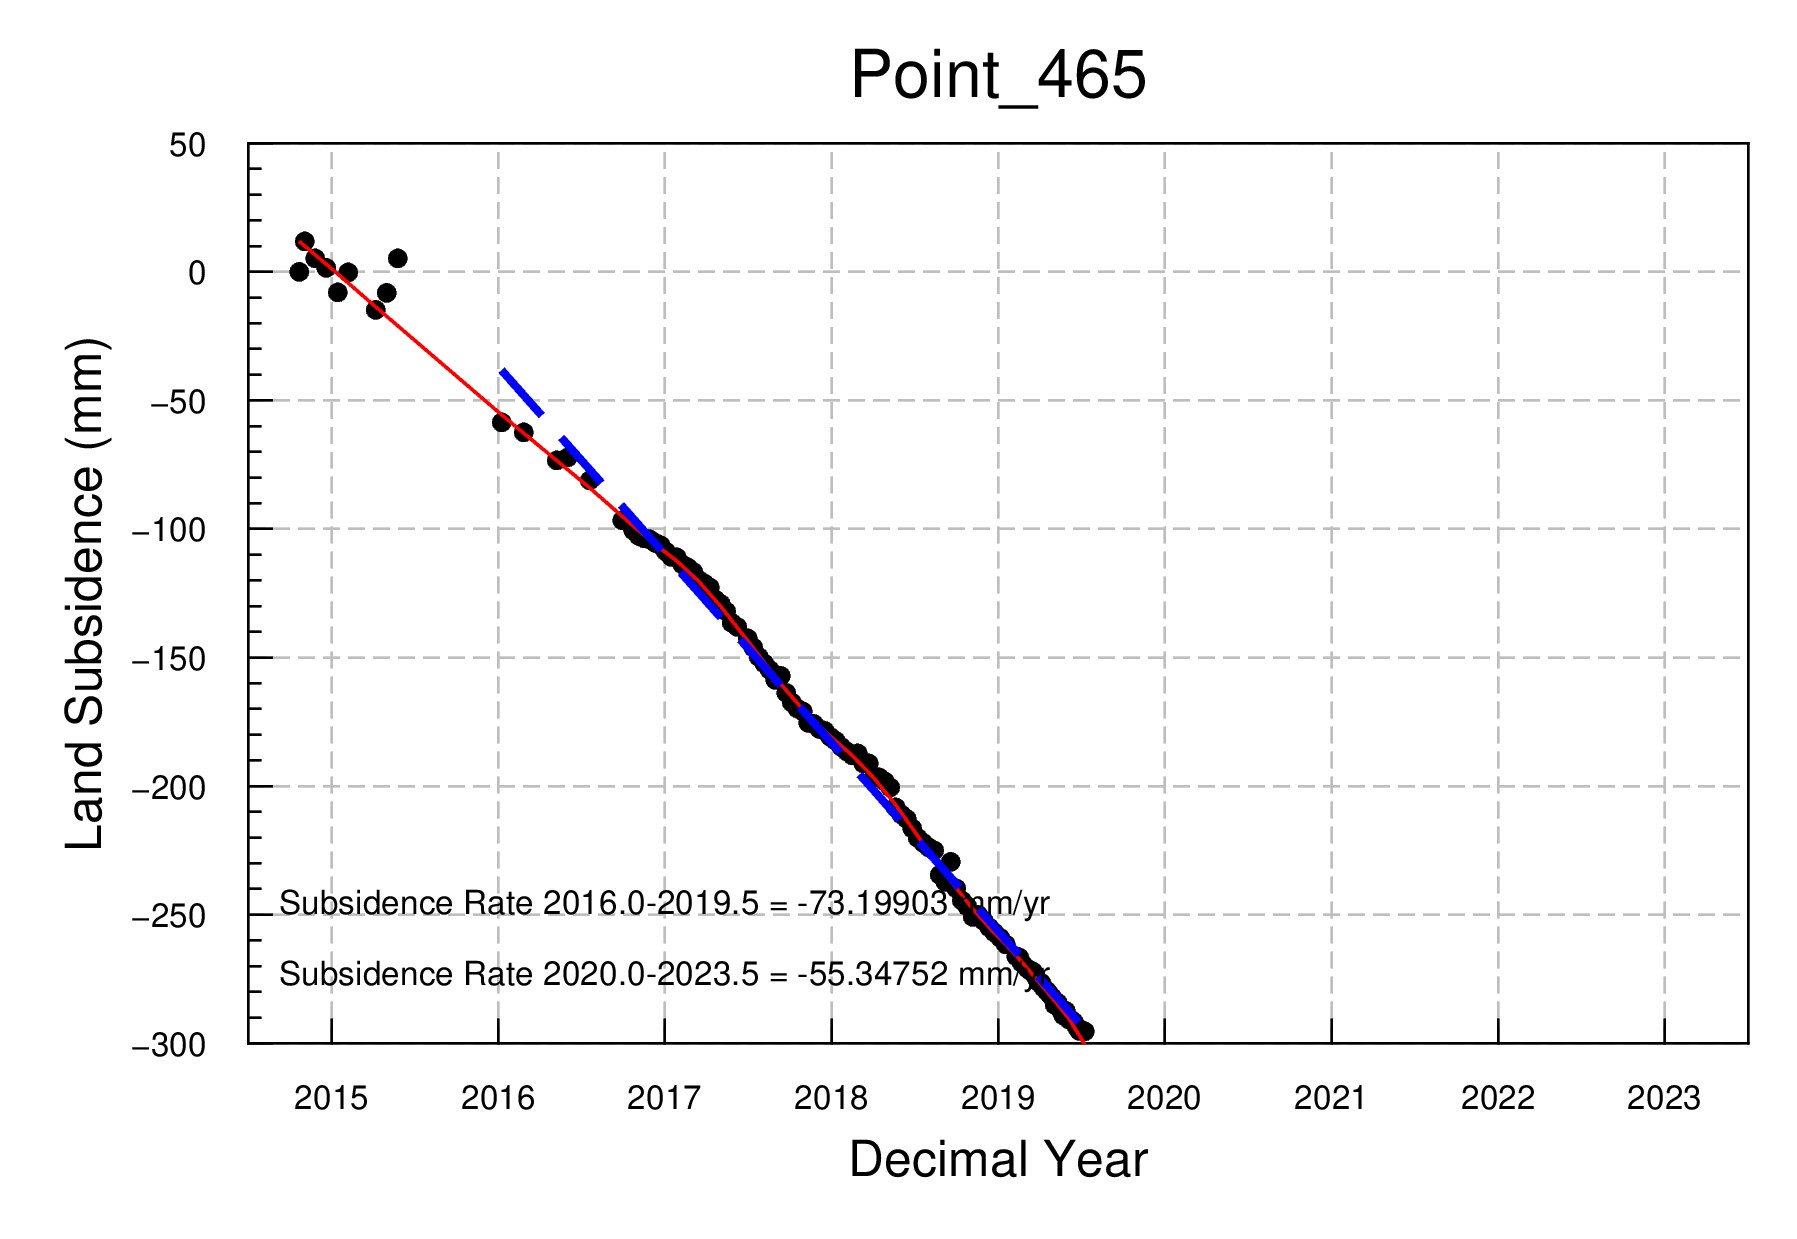 Point_465
50
0
−50
−100
−150
−200
−250
−300
Land Subsidence (mm)
Subsidence Rate 2016.0-2019.5 = -73.19903 mm/yr
Subsidence Rate 2020.0-2023.5 = -55.34752 mm/yr
2015 2016 2017 2018 2019 2020 2021 2022 2023
Decimal Year